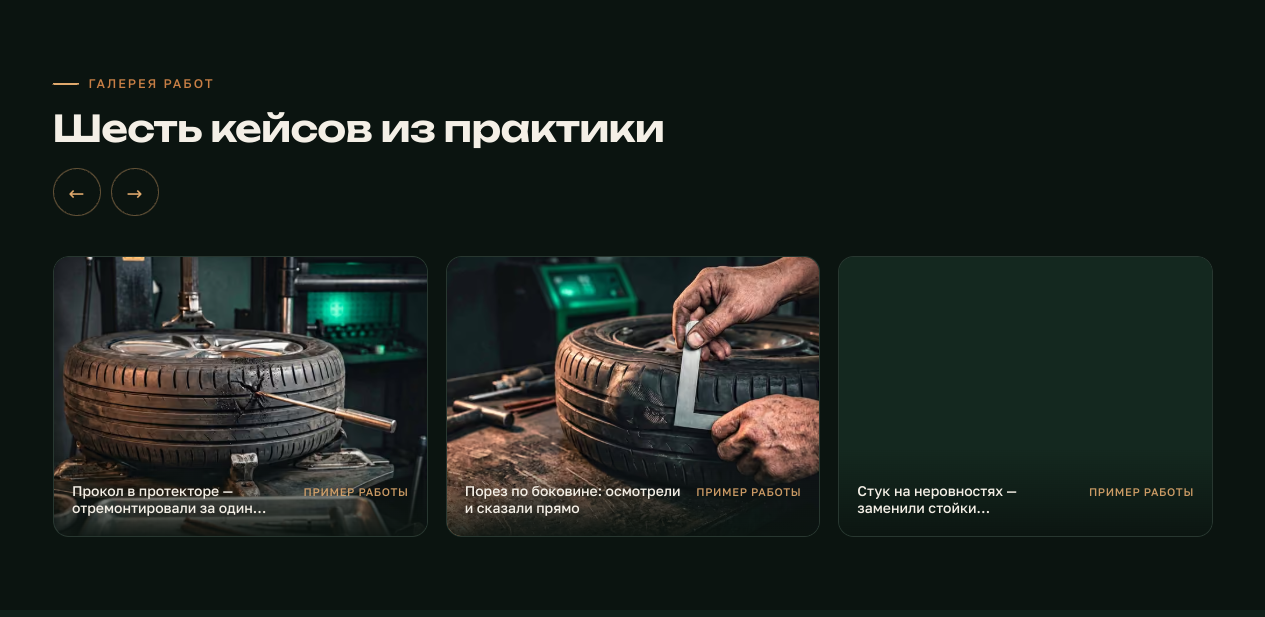 ГАЛЕРЕЯ РАБОТ
Шесть кейсов из практики
← →
Прокол в протекторе —
отремонтировали за один...
ПРИМЕР РАБОТЫ
Порез по боковине: осмотрели
и сказали прямо
ПРИМЕР РАБОТЫ
Стук на неровностях —
заменили стойки...
ПРИМЕР РАБОТЫ